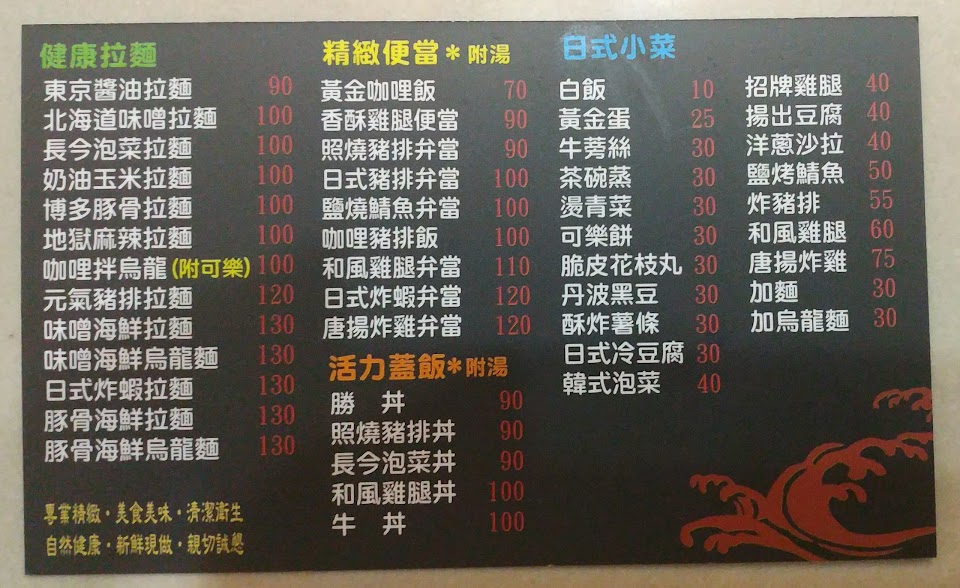 健康拉麵
東京醬油拉麵 90
北海道味噌拉麵 100
長今泡菜拉麵 100
奶油玉米拉麵 100
博多豚骨拉麵 100
地獄麻辣拉麵 100
咖哩拌烏龍(附可樂) 100
元氣豬排拉麵 120
味噌海鮮拉麵 130
味噌海鮮烏龍麵 130
日式炸蝦拉麵 130
豚骨海鮮拉麵 130
豚骨海鮮烏龍麵 130
專業精緻・美食美味・清潔衛生
自然健康・新鮮現做・親切誠懇
精緻便當*附湯
黃金咖哩飯 70
香酥雞腿便當 90
照燒豬排弁當 90
日式豬排弁當 100
鹽燒鯖魚弁當 100
咖哩豬排飯 100
和風雞腿弁當 110
日式炸蝦弁當 120
唐揚炸雞弁當 120
活力蓋飯*附湯
勝 丼 90
照燒豬排丼 90
長今泡菜丼 90
和風雞腿丼 100
牛 丼 100
日式小菜
白飯 10
黃金蛋 25
牛蒡絲 30
茶碗蒸 30
燙青菜 30
可樂餅 30
脆皮花枝丸 30
丹波黑豆 30
酥炸薯條 30
日式冷豆腐 30
韓式泡菜 40
招牌雞腿 40
揚出豆腐 40
洋蔥沙拉 40
鹽烤鯖魚 50
炸豬排 55
和風雞腿 60
唐揚炸雞 75
加麵 30
加烏龍麵 30